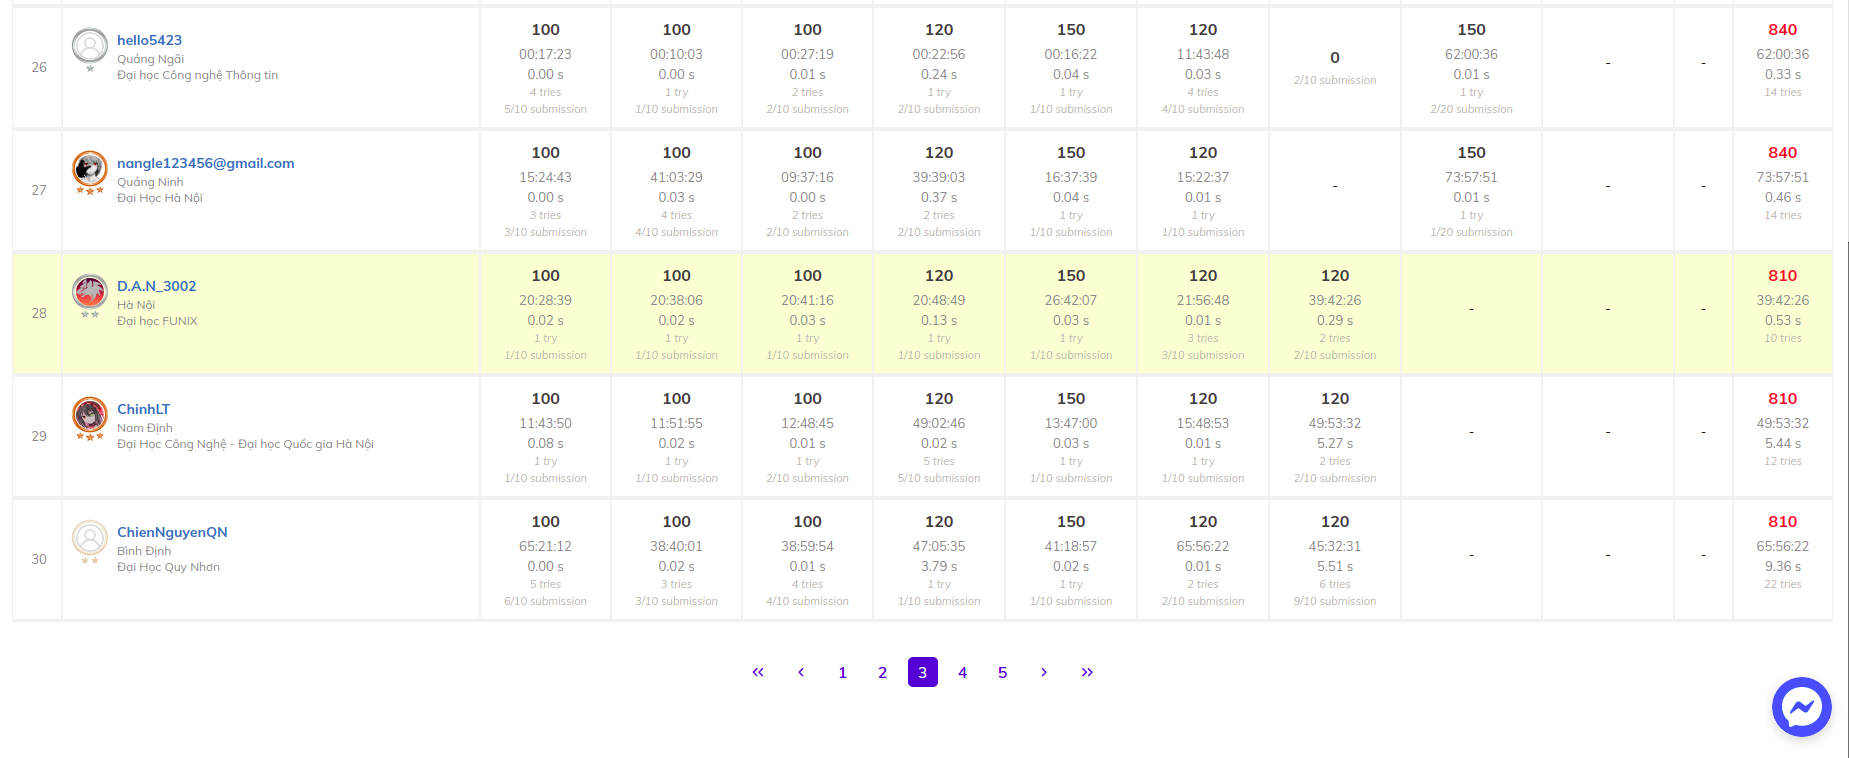 26
hello5423
Quảng Ngãi
Đại học Công nghệ Thông tin
100
00:17:23
0.00 s
4 tries
5/10 submission
100
00:10:03
0.00 s
1 try
1/10 submission
100
00:27:19
0.01 s
2 tries
2/10 submission
120
00:22:56
0.24 s
1 try
2/10 submission
150
00:16:22
0.04 s
1 try
1/10 submission
120
11:43:48
0.03 s
4 tries
4/10 submission
0
2/10 submission
150
62:00:36
0.01 s
1 try
2/20 submission
-
-
840
62:00:36
0.33 s
14 tries
27
nangle123456@gmail.com
Quảng Ninh
Đại Học Hà Nội
100
15:24:43
0.00 s
3 tries
3/10 submission
100
41:03:29
0.03 s
4 tries
4/10 submission
100
09:37:16
0.00 s
2 tries
2/10 submission
120
39:39:03
0.37 s
2 tries
2/10 submission
150
16:37:39
0.04 s
1 try
1/10 submission
120
15:22:37
0.01 s
1 try
1/10 submission
-
150
73:57:51
0.01 s
1 try
1/20 submission
-
-
840
73:57:51
0.46 s
14 tries
28
D.A.N_3002
Hà Nội
Đại học FUNIX
100
20:28:39
0.02 s
1 try
1/10 submission
100
20:38:06
0.02 s
1 try
1/10 submission
100
20:41:16
0.03 s
1 try
1/10 submission
120
20:48:49
0.13 s
1 try
1/10 submission
150
26:42:07
0.03 s
1 try
1/10 submission
120
21:56:48
0.01 s
3 tries
3/10 submission
120
39:42:26
0.29 s
2 tries
2/10 submission
-
-
-
810
39:42:26
0.53 s
10 tries
29
ChinhLT
Nam Định
Đại Học Công Nghệ - Đại học Quốc gia Hà Nội
100
11:43:50
0.08 s
1 try
1/10 submission
100
11:51:55
0.02 s
1 try
1/10 submission
100
12:48:45
0.01 s
1 try
2/10 submission
120
49:02:46
0.02 s
5 tries
5/10 submission
150
13:47:00
0.03 s
1 try
1/10 submission
120
15:48:53
0.01 s
1 try
1/10 submission
120
49:53:32
5.27 s
2 tries
2/10 submission
-
-
-
810
49:53:32
5.44 s
12 tries
30
ChienNguyenQN
Bình Định
Đại Học Quy Nhơn
100
65:21:12
0.00 s
5 tries
6/10 submission
100
38:40:01
0.02 s
3 tries
3/10 submission
100
38:59:54
0.01 s
4 tries
4/10 submission
120
47:05:35
3.79 s
1 try
1/10 submission
150
41:18:57
0.02 s
1 try
1/10 submission
120
65:56:22
0.01 s
2 tries
2/10 submission
120
45:32:31
5.51 s
6 tries
9/10 submission
-
-
-
810
65:56:22
9.36 s
22 tries
« ‹ 1 2 3 4 5 › »